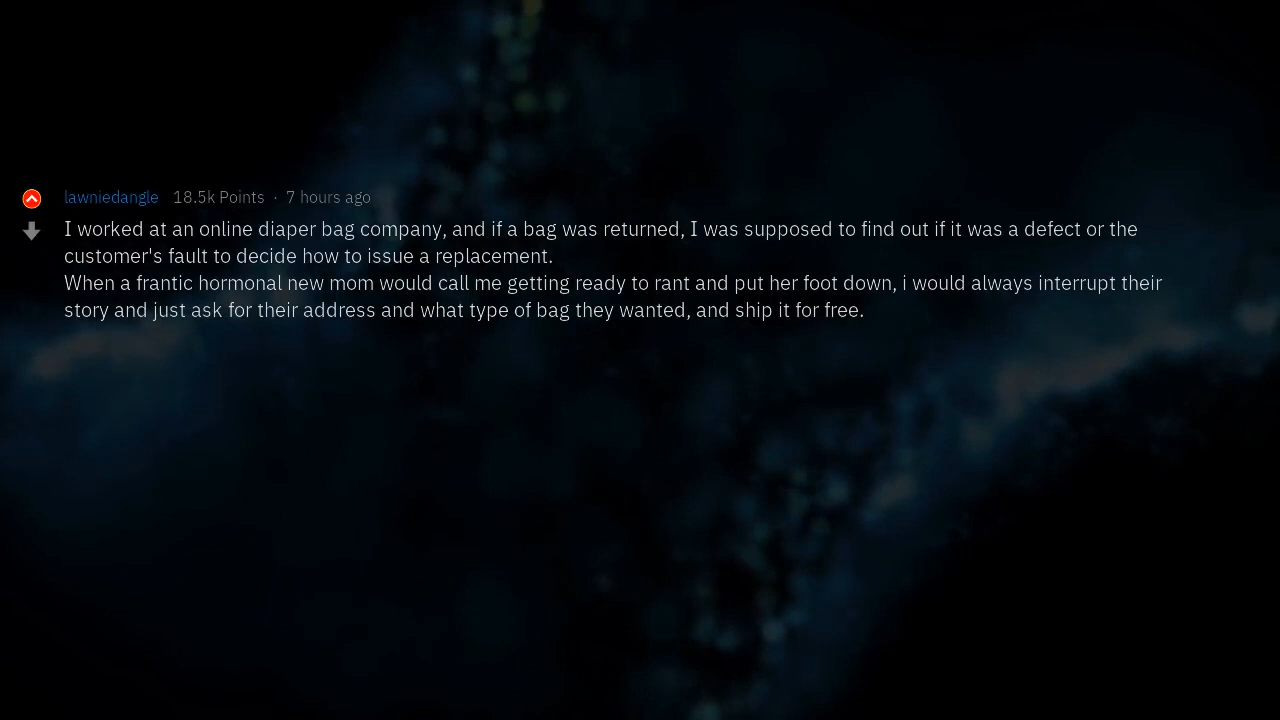 lawniedangle 18.5k Points · 7 hours ago
I worked at an online diaper bag company, and if a bag was returned, I was supposed to find out if it was a defect or the
customer's fault to decide how to issue a replacement.
When a frantic hormonal new mom would call me getting ready to rant and put her foot down, i would always interrupt their
story and just ask for their address and what type of bag they wanted, and ship it for free.